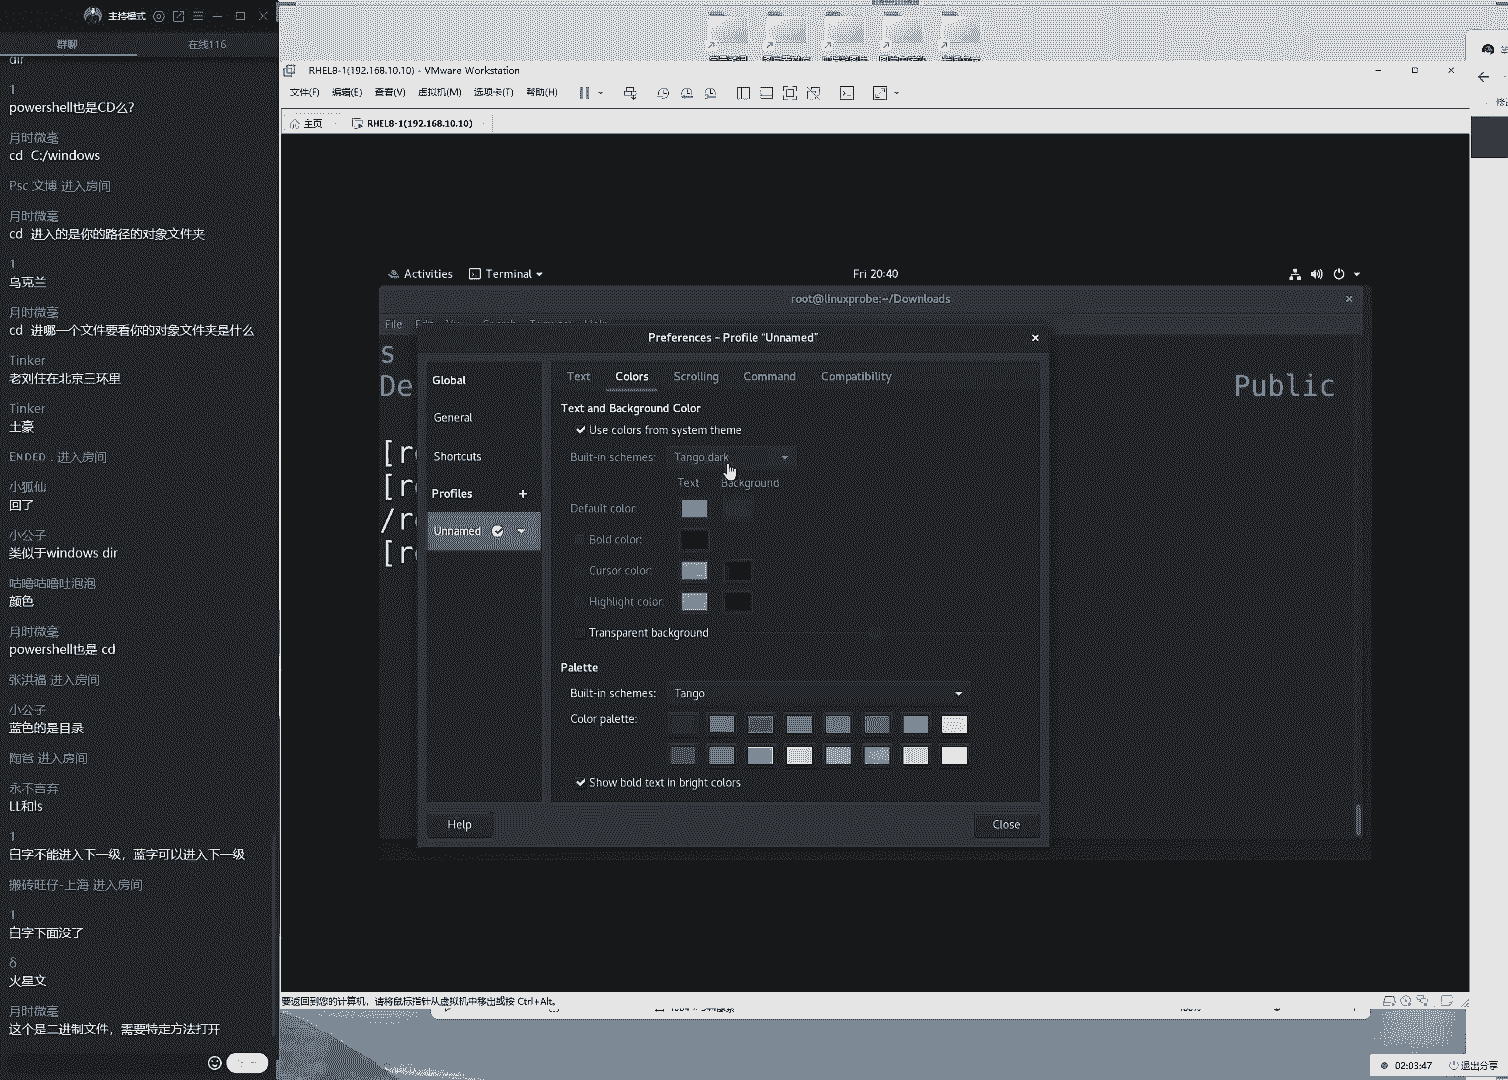 主持模式
群聊
在线116
dir
1
powershell也是CD么?
月时微毫
cd C:/windows
Psc 文博 进入房间
月时微毫
cd 进入的是你的路径的对象文件夹
1
乌克兰
月时微毫
cd 进哪一个文件要看你的对象文件夹是什么
Tinker
老刘住在北京三环里
Tinker
土豪
ENDED . 进入房间
小狐仙
回了
小公子
类似于windows dir
咕噜咕噜吐泡泡
颜色
月时微毫
powershell也是 cd
张洪福 进入房间
小公子
蓝色的是目录
陶爸 进入房间
永不言弃
LL和ls
1
白字不能进入下一级，蓝字可以进入下一级
搬砖旺仔-上海 进入房间
1
白字下面没了
δ
火星文
月时微毫
这个是二进制文件，需要特定方法打开
RHEL8-1(192.168.10.10) - VMware Workstation
文件(F) 编辑(E) 查看(V) 虚拟机(M) 选项卡(T) 帮助(H)
主页
RHEL8-1(192.168.10.10)
Activities
Terminal
Fri 20:40
root@linuxprobe:~/Downloads
File
s
De
Public
[r
[r
/r
[r
Preferences – Profile “Unnamed”
Global
General
Shortcuts
Profiles
Unnamed
Text Colors Scrolling Command Compatibility
Text and Background Color
Use colors from system theme
Built-in schemes: Tango dark
Text Background
Default color:
Bold color:
Cursor color:
Highlight color:
Transparent background
Palette
Built-in schemes: Tango
Color palette:
Show bold text in bright colors
Help
Close
要返回到您的计算机，请将鼠标指针从虚拟机中移出或按 Ctrl+Alt。
02:03:47
退出分享